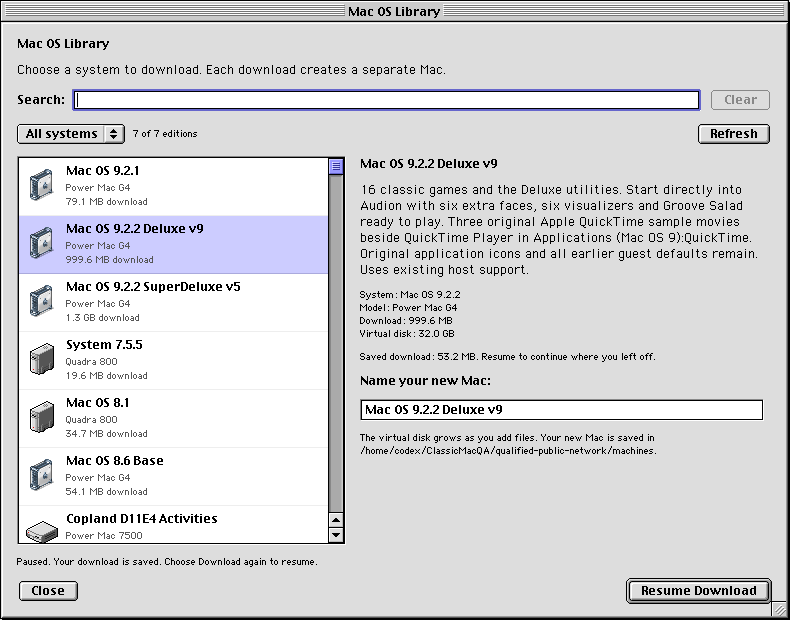 Mac OS Library
Mac OS Library
Choose a system to download. Each download creates a separate Mac.
Search:
Clear
All systems
7 of 7 editions
Refresh
Mac OS 9.2.1
Power Mac G4
79.1 MB download
Mac OS 9.2.2 Deluxe v9
Power Mac G4
999.6 MB download
Mac OS 9.2.2 SuperDeluxe v5
Power Mac G4
1.3 GB download
System 7.5.5
Quadra 800
19.6 MB download
Mac OS 8.1
Quadra 800
34.7 MB download
Mac OS 8.6 Base
Power Mac G4
54.1 MB download
Copland D11E4 Activities
Power Mac 7500
Mac OS 9.2.2 Deluxe v9
16 classic games and the Deluxe utilities. Start directly into
Audion with six extra faces, six visualizers and Groove Salad
ready to play. Three original Apple QuickTime sample movies
beside QuickTime Player in Applications (Mac OS 9):QuickTime.
Original application icons and all earlier guest defaults remain.
Uses existing host support.
System: Mac OS 9.2.2
Model: Power Mac G4
Download: 999.6 MB
Virtual disk: 32.0 GB
Saved download: 53.2 MB. Resume to continue where you left off.
Name your new Mac:
Mac OS 9.2.2 Deluxe v9
The virtual disk grows as you add files. Your new Mac is saved in
/home/codex/ClassicMacQA/qualified-public-network/machines.
Paused. Your download is saved. Choose Download again to resume.
Close
Resume Download